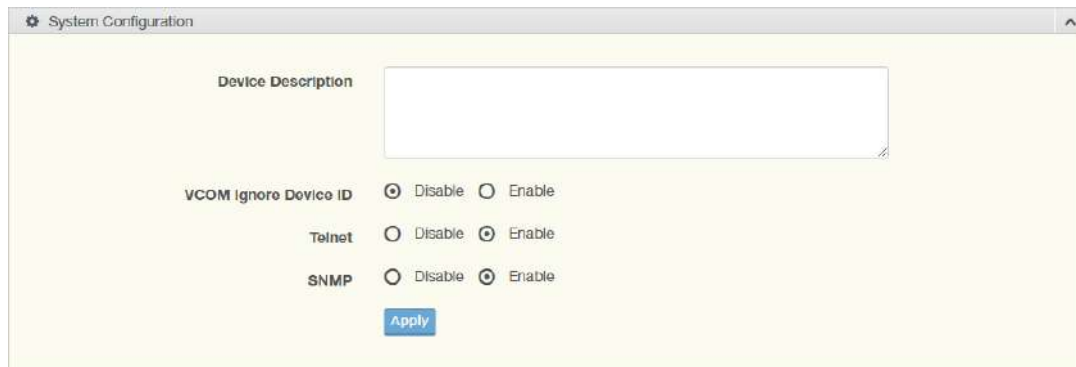 System Configuration
Device Description
VCOM Ignore Device ID Disable Enable
Telnet Disable Enable
SNMP Disable Enable
Apply